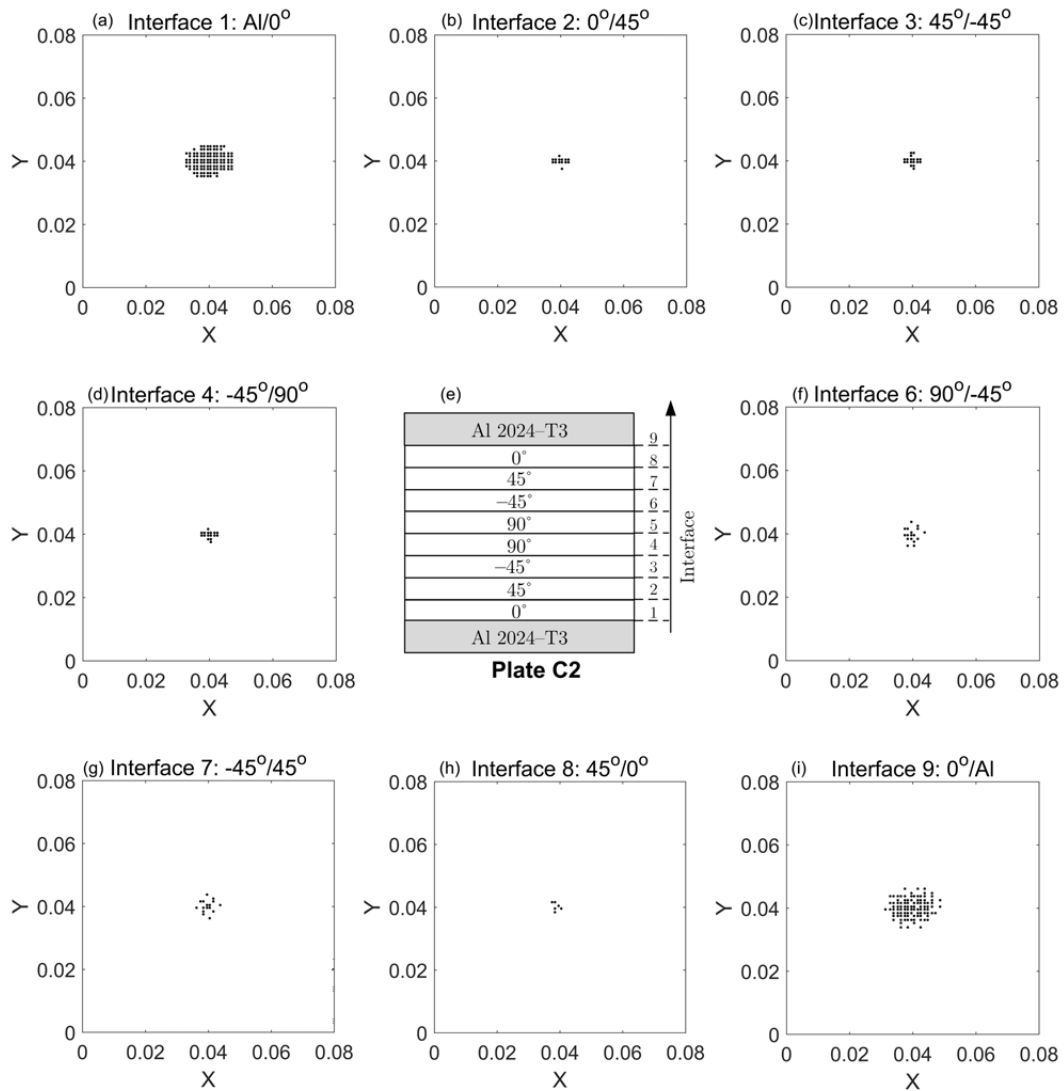 (a) Interface 1: Al/0°
0.08
0.06
0.04
0.02
0
Y
0 0.02 0.04 0.06 0.08
X
(b) Interface 2: 0°/45°
0.08
0.06
0.04
0.02
0
Y
0 0.02 0.04 0.06 0.08
X
(c) Interface 3: 45°/-45°
0.08
0.06
0.04
0.02
0
Y
0 0.02 0.04 0.06 0.08
X
(d) Interface 4: -45°/90°
0.08
0.06
0.04
0.02
0
Y
0 0.02 0.04 0.06 0.08
X
(e)
Al 2024–T3
0°
45°
−45°
90°
90°
−45°
45°
0°
Al 2024–T3
9
8
7
6
5
4
3
2
1
Interface
Plate C2
(f) Interface 6: 90°/-45°
0.08
0.06
0.04
0.02
0
Y
0 0.02 0.04 0.06 0.08
X
(g) Interface 7: -45°/45°
0.08
0.06
0.04
0.02
0
Y
0 0.02 0.04 0.06 0.08
X
(h) Interface 8: 45°/0°
0.08
0.06
0.04
0.02
0
Y
0 0.02 0.04 0.06 0.08
X
(i) Interface 9: 0°/Al
0.08
0.06
0.04
0.02
0
Y
0 0.02 0.04 0.06 0.08
X